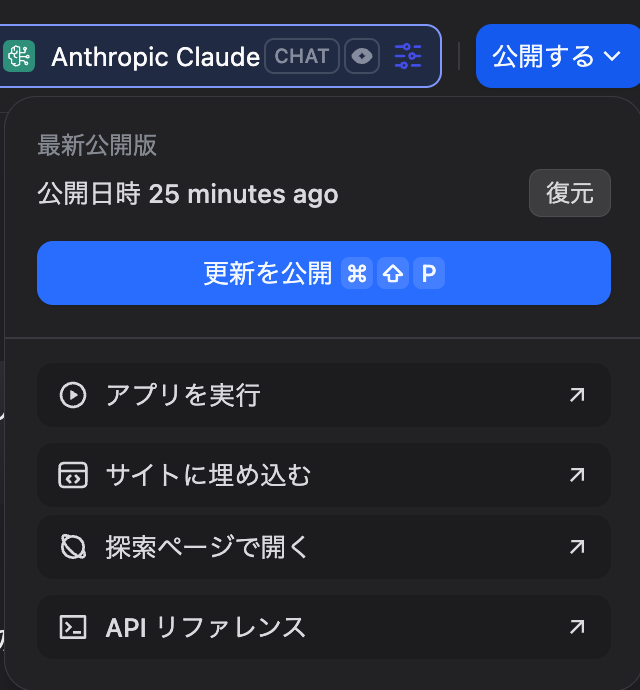 Anthropic Claude CHAT 公開する
最新公開版
公開日時 25 minutes ago 復元
更新を公開 ⌘ ⇧ P
アプリを実行
サイトに埋め込む
探索ページで開く
API リファレンス